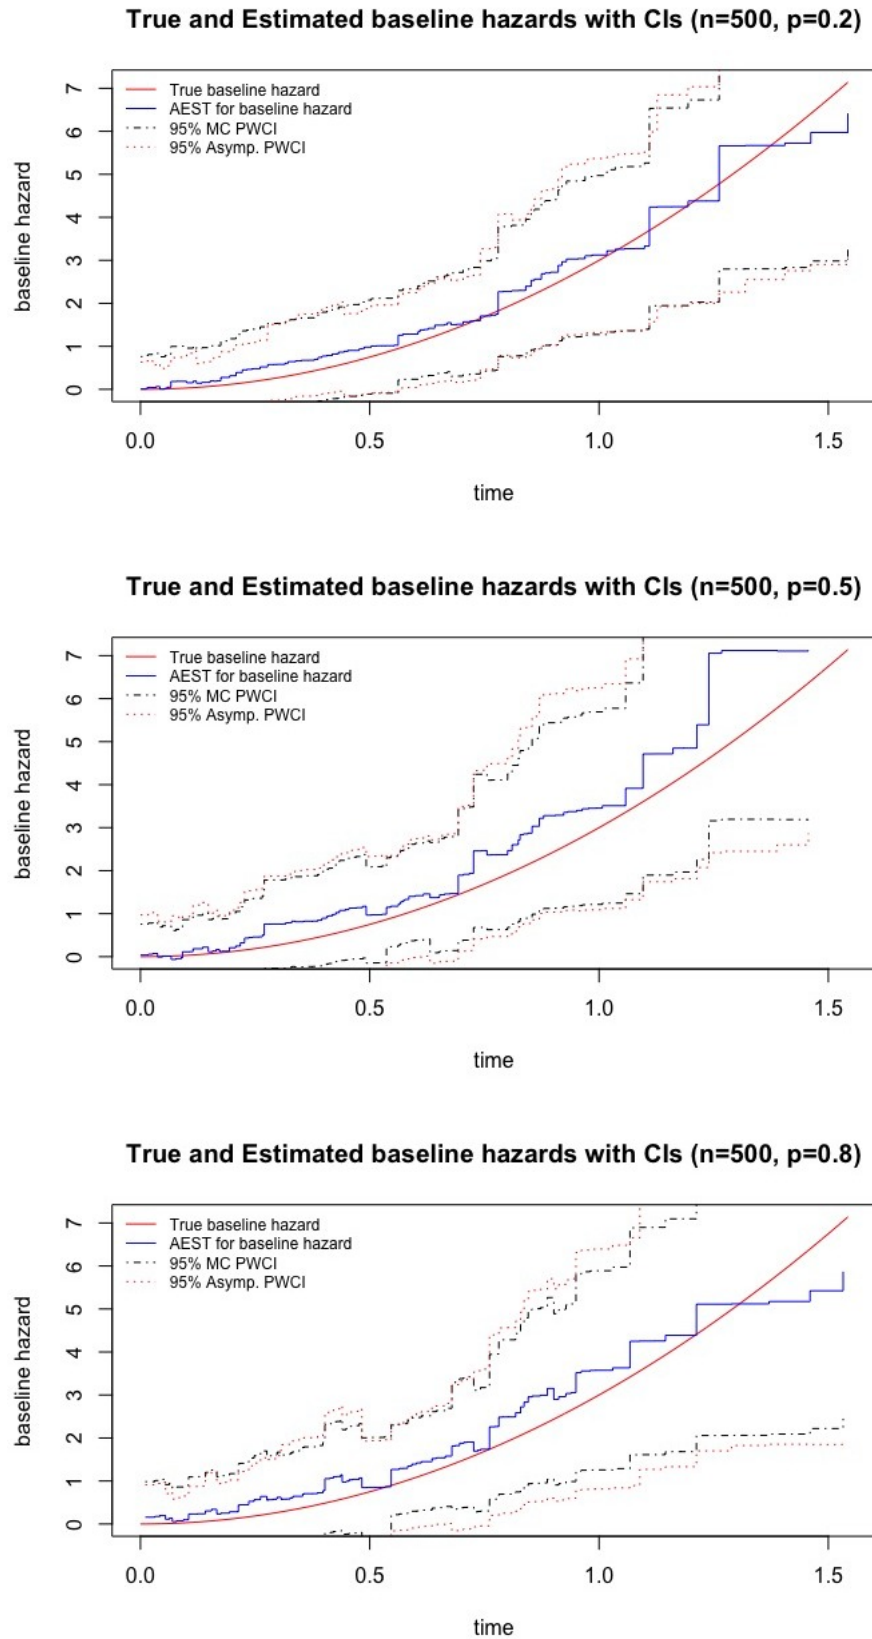 True and Estimated baseline hazards with CIs (n=500, p=0.2)
True baseline hazard
AEST for baseline hazard
95% MC PWCI
95% Asymp. PWCI
baseline hazard
7
6
5
4
3
2
1
0
0.0 0.5 1.0 1.5
time
True and Estimated baseline hazards with CIs (n=500, p=0.5)
True baseline hazard
AEST for baseline hazard
95% MC PWCI
95% Asymp. PWCI
baseline hazard
7
6
5
4
3
2
1
0
0.0 0.5 1.0 1.5
time
True and Estimated baseline hazards with CIs (n=500, p=0.8)
True baseline hazard
AEST for baseline hazard
95% MC PWCI
95% Asymp. PWCI
baseline hazard
7
6
5
4
3
2
1
0
0.0 0.5 1.0 1.5
time